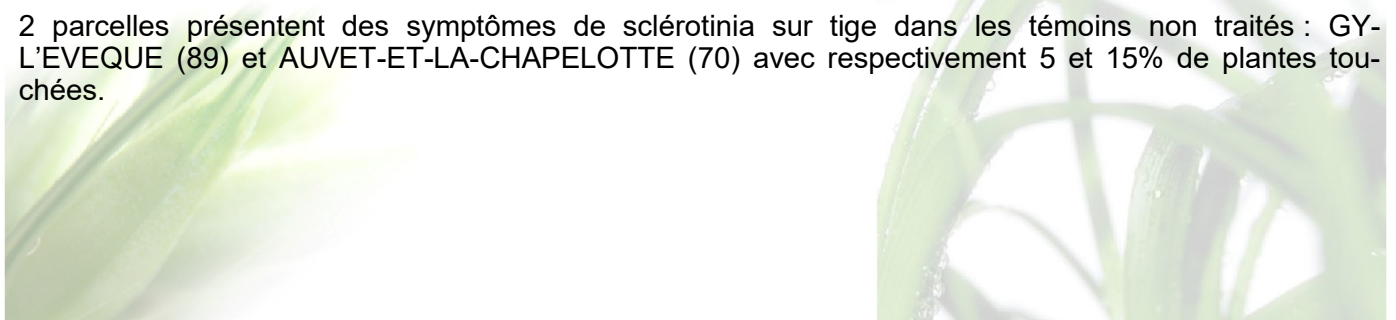 2 parcelles présentent des symptômes de sclérotinia sur tige dans les témoins non traités : GY-
L’EVEQUE (89) et AUVET-ET-LA-CHAPELOTTE (70) avec respectivement 5 et 15% de plantes tou-
chées.